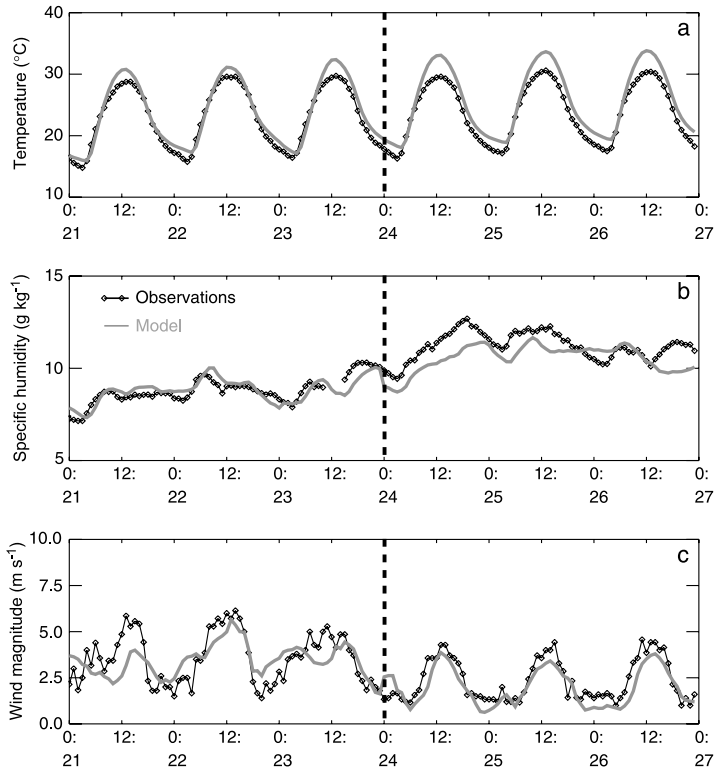 a
Temperature (°C)
40
30
20
10
0: 12: 0: 12: 0: 12: 0: 12: 0: 12: 0: 12: 0:
21 22 23 24 25 26 27
b
Specific humidity (g kg⁻¹)
15
Observations
Model
10
5
0: 12: 0: 12: 0: 12: 0: 12: 0: 12: 0: 12: 0:
21 22 23 24 25 26 27
c
Wind magnitude (m s⁻¹)
10.0
7.5
5.0
2.5
0.0
0: 12: 0: 12: 0: 12: 0: 12: 0: 12: 0: 12: 0:
21 22 23 24 25 26 27